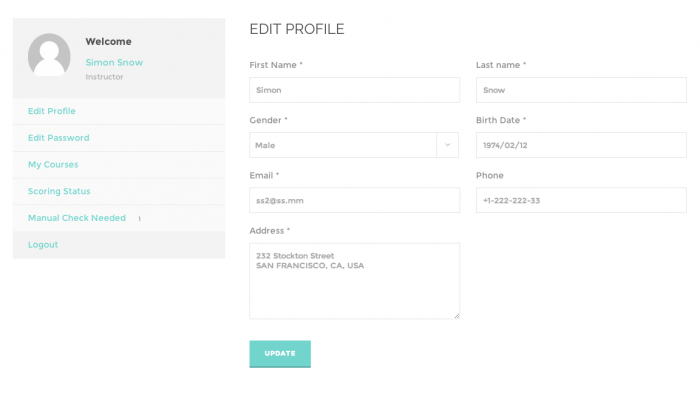 Welcome
Simon Snow
Instructor
Edit Profile
Edit Password
My Courses
Scoring Status
Manual Check Needed 1
Logout
EDIT PROFILE
First Name *
Last name *
Simon
Snow
Gender *
Birth Date *
Male
1974/02/12
Email *
Phone
ss2@ss.mm
+1-222-222-33
Address *
232 Stockton Street
SAN FRANCISCO, CA, USA
UPDATE